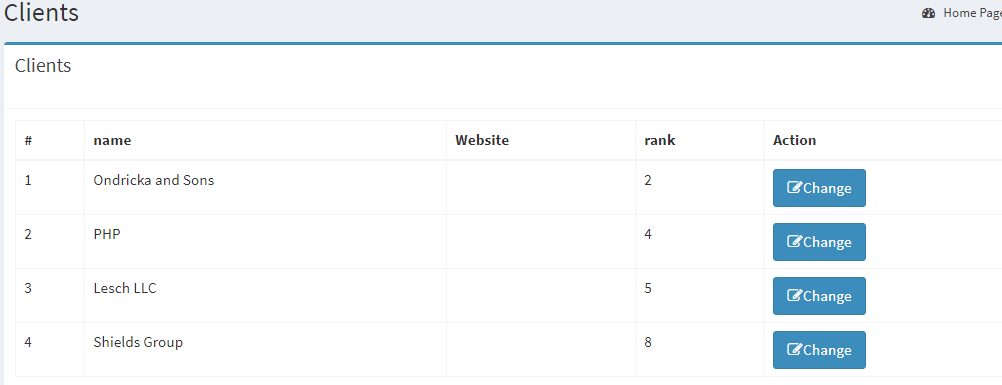 Clients
Home Page
Clients
# name Website rank Action
1 Ondricka and Sons 2 Change
2 PHP 4 Change
3 Lesch LLC 5 Change
4 Shields Group 8 Change